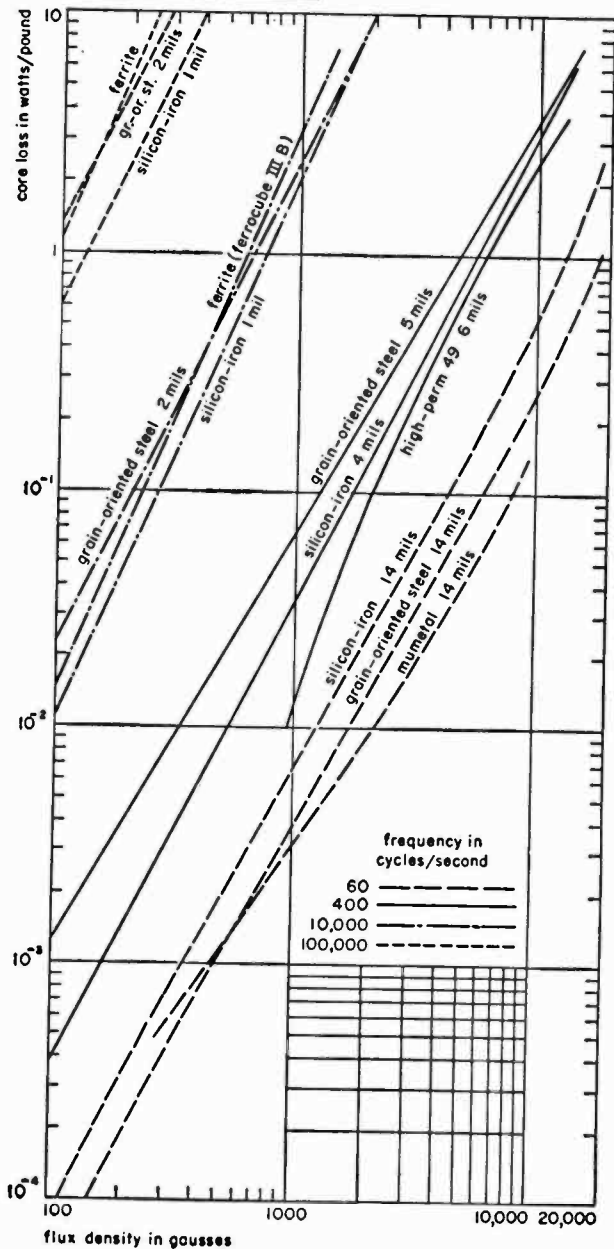 core loss in watts/pound
10
1
10⁻¹
10⁻²
10⁻³
10⁻⁴
ferrite
gr.-or. st. 2 mils
silicon-iron 1 mil
ferrite (ferrocube III B)
silicon-iron 1 mil
grain-oriented steel 2 mils
grain-oriented steel 5 mils
silicon-iron 4 mils
high-perm 49 6 mils
silicon-iron 14 mils
grain-oriented steel 14 mils
mumetal 14 mils
frequency in
cycles/second
60
400
10,000
100,000
100
1000
10,000
20,000
flux density in gausses